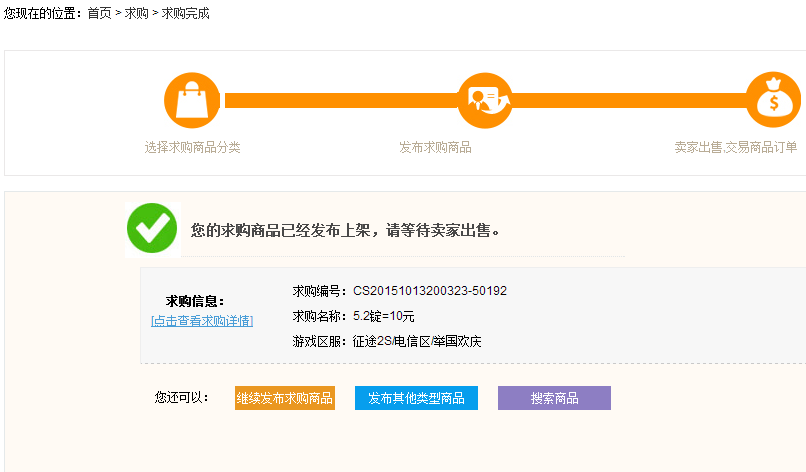 您现在的位置：首页 > 求购 > 求购完成
选择求购商品分类 发布求购商品 卖家出售,交易商品订单
您的求购商品已经发布上架，请等待卖家出售。
求购信息：
[点击查看求购详情]
求购编号：CS20151013200323-50192
求购名称：5.2锭=10元
游戏区服：征途2S/电信区/举国欢庆
您还可以： 继续发布求购商品 发布其他类型商品 搜索商品